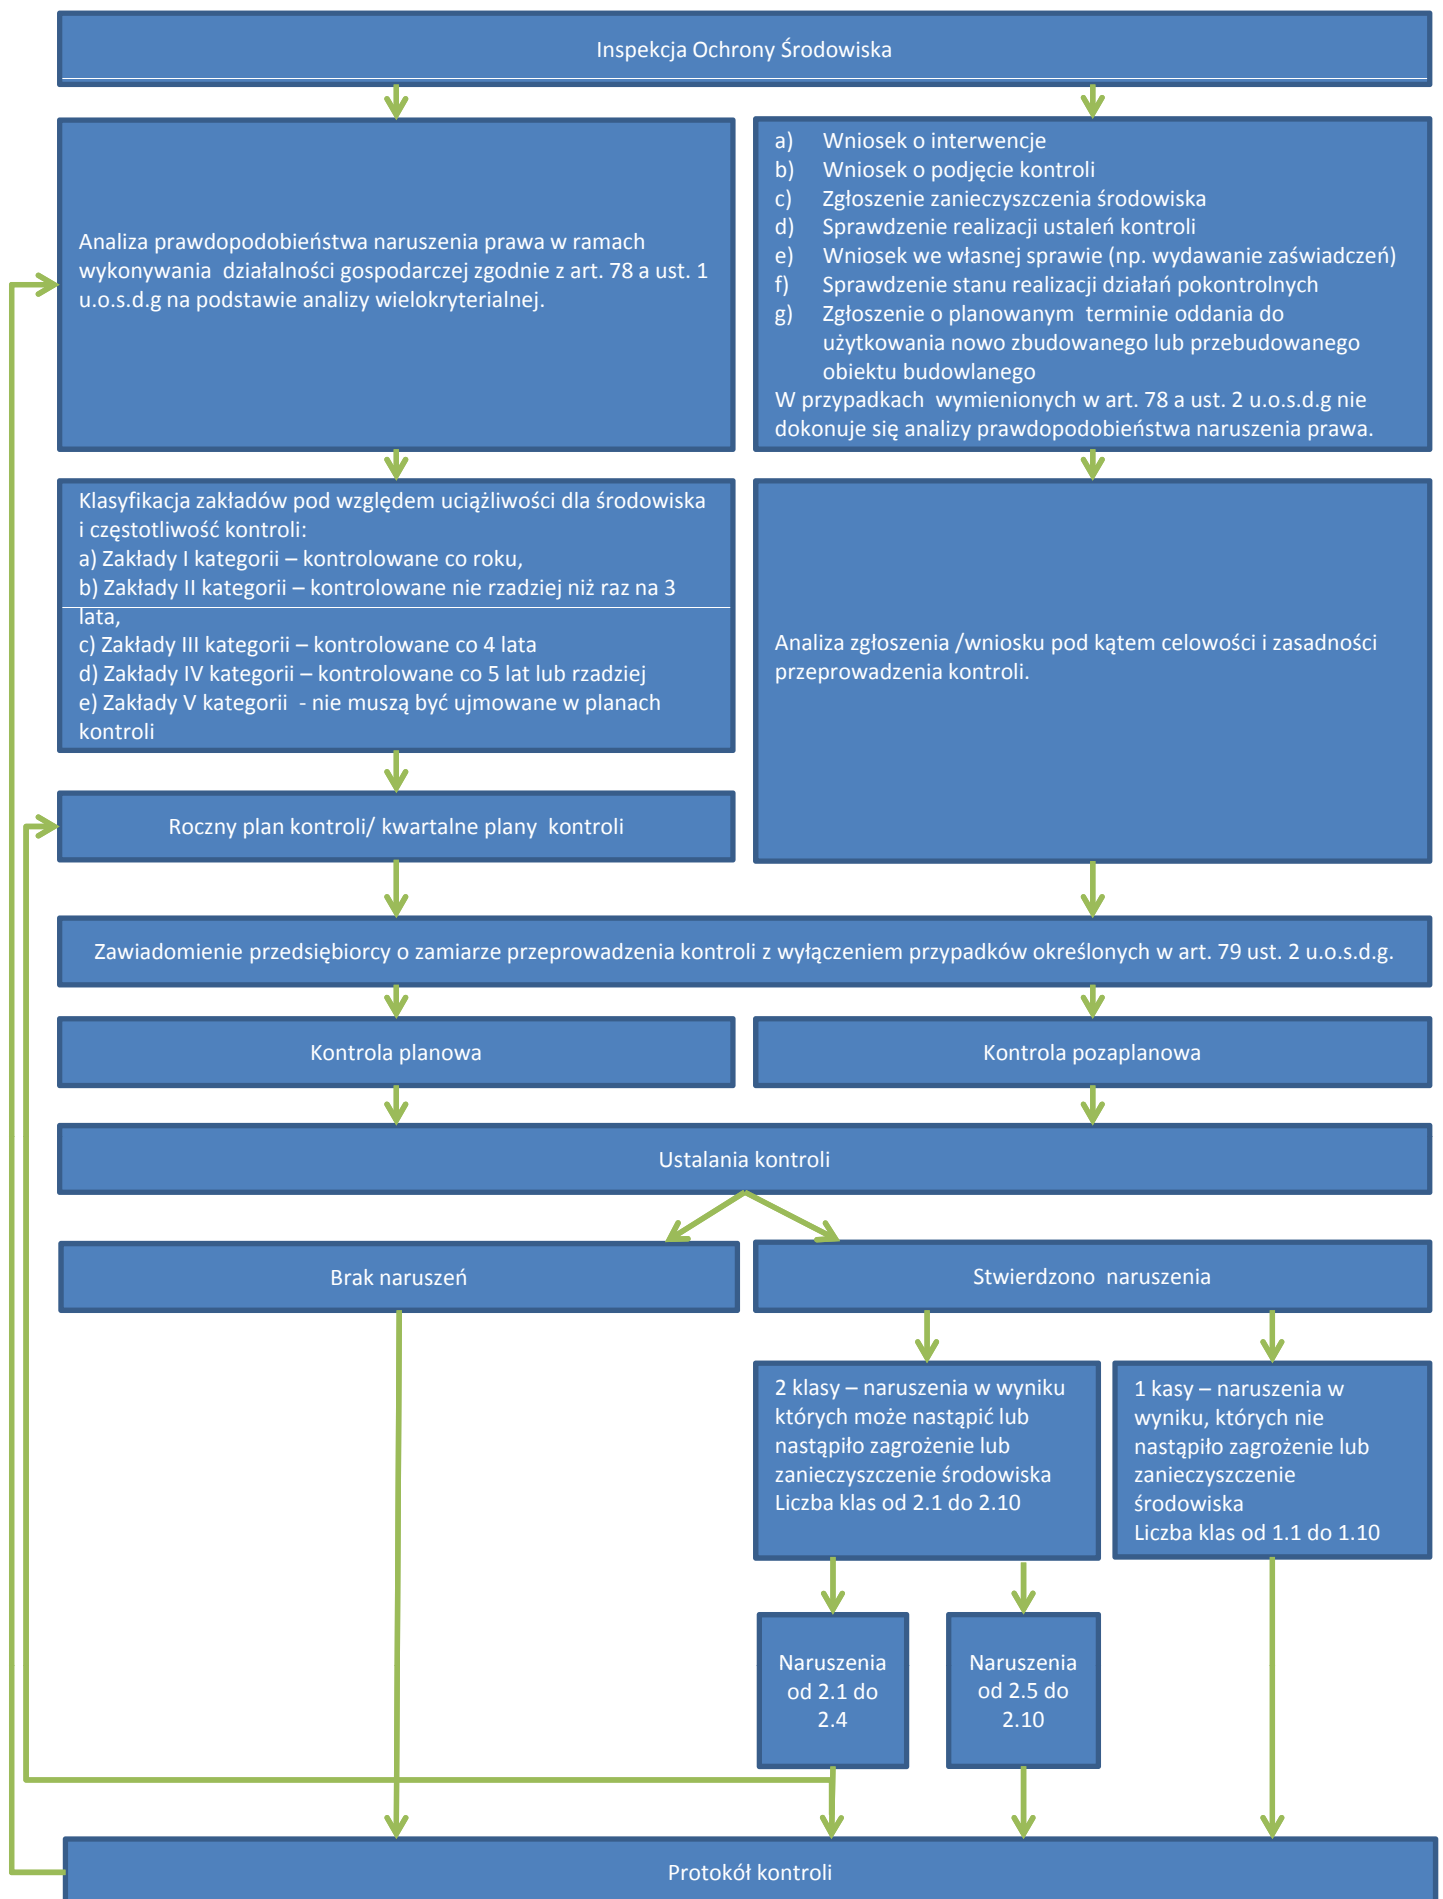 Inspekcja Ochrony Środowiska
Analiza prawdopodobieństwa naruszenia prawa w ramach
wykonywania działalności gospodarczej zgodnie z art. 78 a ust. 1
u.o.s.d.g na podstawie analizy wielokryterialnej.
a) Wniosek o interwencje
b) Wniosek o podjęcie kontroli
c) Zgłoszenie zanieczyszczenia środowiska
d) Sprawdzenie realizacji ustaleń kontroli
e) Wniosek we własnej sprawie (np. wydawanie zaświadczeń)
f) Sprawdzenie stanu realizacji działań pokontrolnych
g) Zgłoszenie o planowanym terminie oddania do
użytkowania nowo zbudowanego lub przebudowanego
obiektu budowlanego
W przypadkach wymienionych w art. 78 a ust. 2 u.o.s.d.g nie
dokonuje się analizy prawdopodobieństwa naruszenia prawa.
Klasyfikacja zakładów pod względem uciążliwości dla środowiska
i częstotliwość kontroli:
a) Zakłady I kategorii – kontrolowane co roku,
b) Zakłady II kategorii – kontrolowane nie rzadziej niż raz na 3
lata,
c) Zakłady III kategorii – kontrolowane co 4 lata
d) Zakłady IV kategorii – kontrolowane co 5 lat lub rzadziej
e) Zakłady V kategorii - nie muszą być ujmowane w planach
kontroli
Analiza zgłoszenia /wniosku pod kątem celowości i zasadności
przeprowadzenia kontroli.
Roczny plan kontroli/ kwartalne plany kontroli
Zawiadomienie przedsiębiorcy o zamiarze przeprowadzenia kontroli z wyłączeniem przypadków określonych w art. 79 ust. 2 u.o.s.d.g.
Kontrola planowa
Kontrola pozaplanowa
Ustalania kontroli
Brak naruszeń
Stwierdzono naruszenia
2 klasy – naruszenia w wyniku
których może nastąpić lub
nastąpiło zagrożenie lub
zanieczyszczenie środowiska
Liczba klas od 2.1 do 2.10
1 kasy – naruszenia w
wyniku, których nie
nastąpiło zagrożenie lub
zanieczyszczenie
środowiska
Liczba klas od 1.1 do 1.10
Naruszenia
od 2.1 do
2.4
Naruszenia
od 2.5 do
2.10
Protokół kontroli